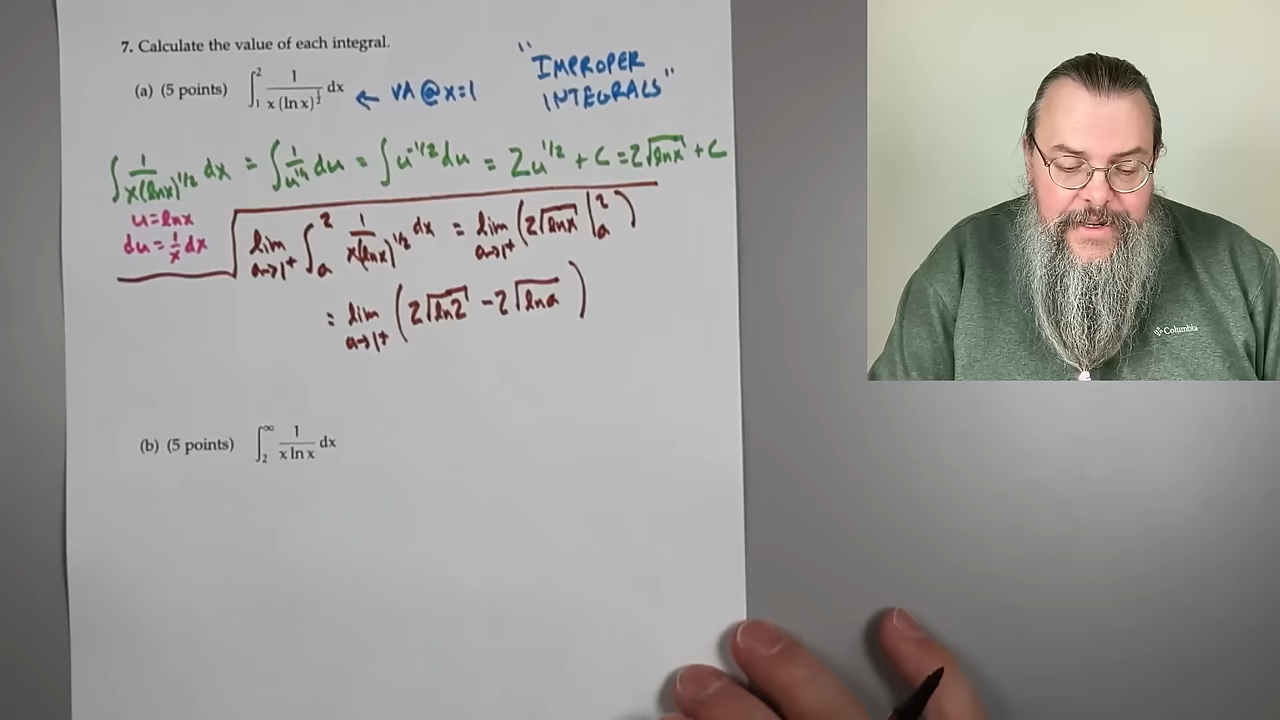 7. Calculate the value of each integral.
(a) (5 points) ∫₁² 1/(x (ln x)^½) dx ← VA @ x=1
"IMPROPER
INTEGRALS"
∫ 1/(x(lnx)^1/2) dx = ∫ 1/u^1/2 du = ∫ u^-1/2 du = 2u^1/2 + C = 2√lnx + C
u=lnx
du = 1/x dx
lim a→1⁺ ∫ₐ² 1/(x(lnx)^1/2) dx = lim a→1⁺ (2√lnx |ₐ²)
= lim a→1⁺ (2√ln2 - 2√lna)
(b) (5 points) ∫₂^∞ 1/(x ln x) dx
Columbia